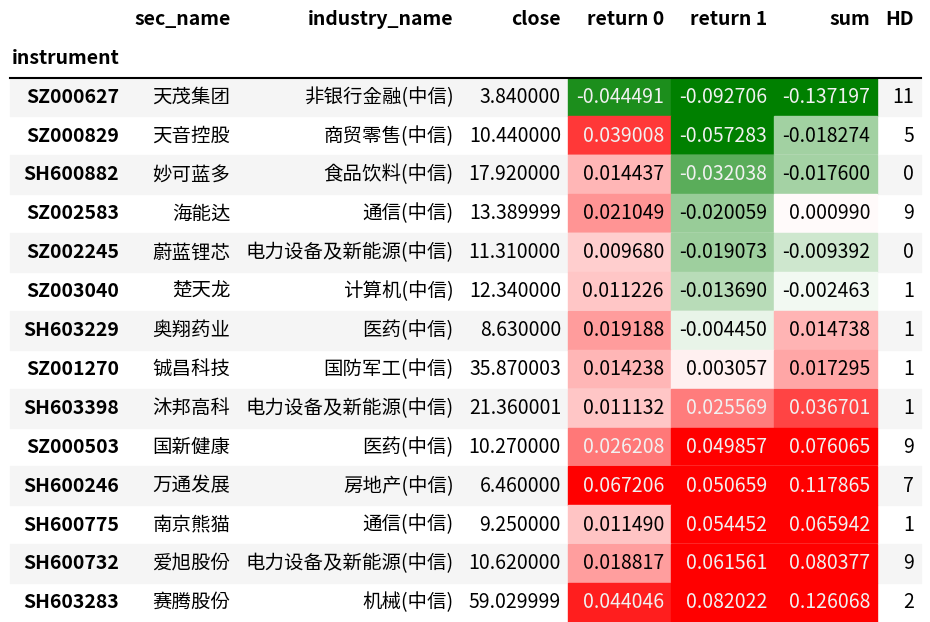 sec_name industry_name close return 0 return 1 sum HD
instrument
SZ000627 天茂集团 非银行金融(中信) 3.840000 -0.044491 -0.092706 -0.137197 11
SZ000829 天音控股 商贸零售(中信) 10.440000 0.039008 -0.057283 -0.018274 5
SH600882 妙可蓝多 食品饮料(中信) 17.920000 0.014437 -0.032038 -0.017600 0
SZ002583 海能达 通信(中信) 13.389999 0.021049 -0.020059 0.000990 9
SZ002245 蔚蓝锂芯 电力设备及新能源(中信) 11.310000 0.009680 -0.019073 -0.009392 0
SZ003040 楚天龙 计算机(中信) 12.340000 0.011226 -0.013690 -0.002463 1
SH603229 奥翔药业 医药(中信) 8.630000 0.019188 -0.004450 0.014738 1
SZ001270 铖昌科技 国防军工(中信) 35.870003 0.014238 0.003057 0.017295 1
SH603398 沐邦高科 电力设备及新能源(中信) 21.360001 0.011132 0.025569 0.036701 1
SZ000503 国新健康 医药(中信) 10.270000 0.026208 0.049857 0.076065 9
SH600246 万通发展 房地产(中信) 6.460000 0.067206 0.050659 0.117865 7
SH600775 南京熊猫 通信(中信) 9.250000 0.011490 0.054452 0.065942 1
SH600732 爱旭股份 电力设备及新能源(中信) 10.620000 0.018817 0.061561 0.080377 9
SH603283 赛腾股份 机械(中信) 59.029999 0.044046 0.082022 0.126068 2